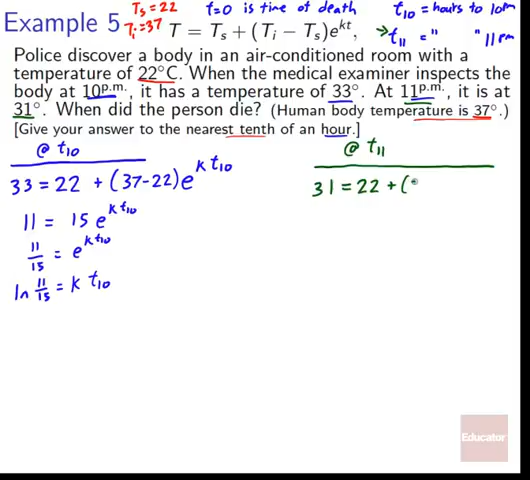 Example 5
Ts = 22
Ti = 37
t=0 is time of death
t10 = hours to 10pm
→ t11 = " " 11pm
T = Ts + (Ti − Ts)e^kt,
Police discover a body in an air-conditioned room with a
temperature of 22°C. When the medical examiner inspects the
body at 10p.m., it has a temperature of 33°. At 11p.m., it is at
31°. When did the person die? (Human body temperature is 37°.)
[Give your answer to the nearest tenth of an hour.]
@ t10
33 = 22 + (37-22)e^k t10
11 = 15 e^k t10
11/15 = e^k t10
ln 11/15 = k t10
@ t11
31 = 22 + (
Educator